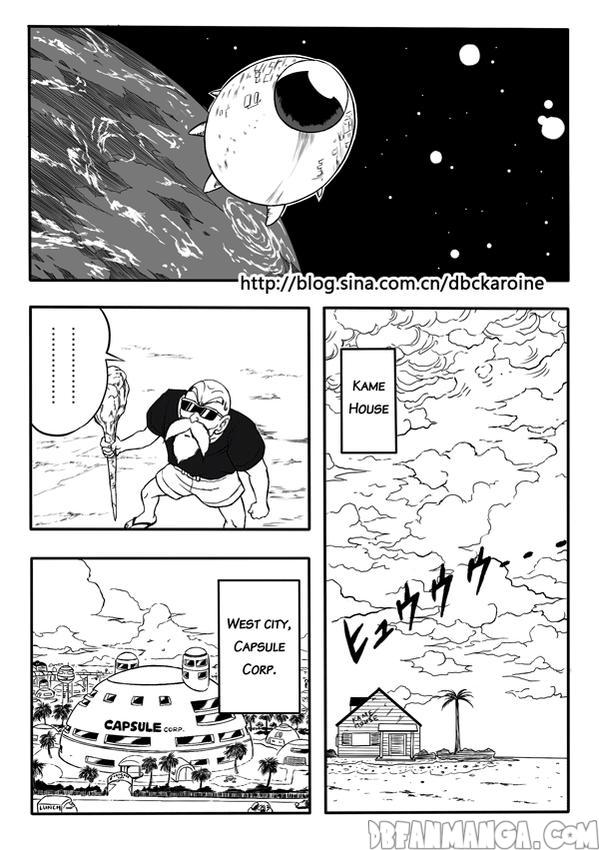 http://blog.sina.com.cn/dbckaroine
KAME
HOUSE
............
............
ヒュウウウ...
KAME
HOUSE
WEST CITY,
CAPSULE
CORP.
CAPSULE CORP.
LUNCH
DBFANMANGA.COM